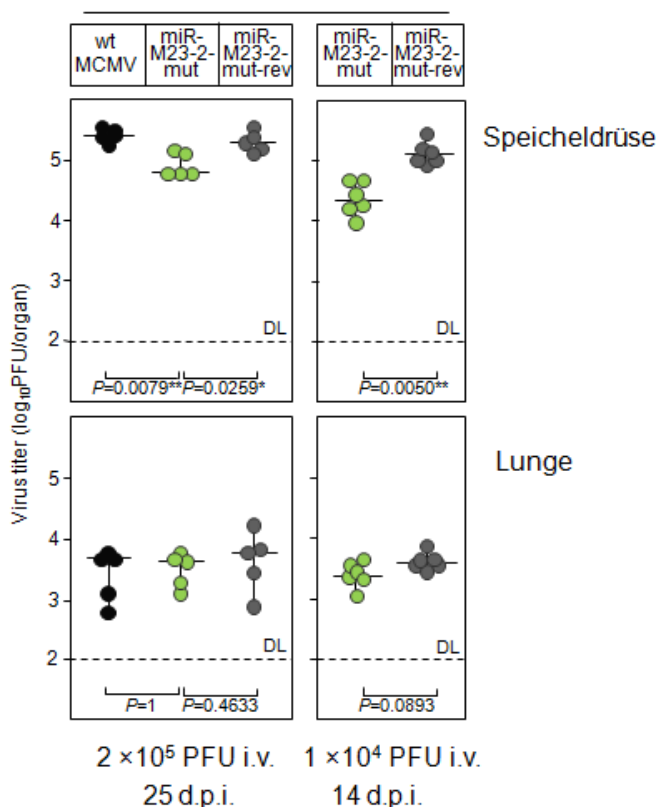 wt MCMV
miR-M23-2-mut
miR-M23-2-mut-rev
miR-M23-2-mut
miR-M23-2-mut-rev
Speicheldrüse
5
4
3
2
DL
DL
P=0.0079**
P=0.0259*
P=0.0050**
Virus titer (log₁₀PFU/organ)
Lunge
5
4
3
2
DL
DL
P=1
P=0.4633
P=0.0893
2 ×10⁵ PFU i.v.
1 ×10⁴ PFU i.v.
25 d.p.i.
14 d.p.i.